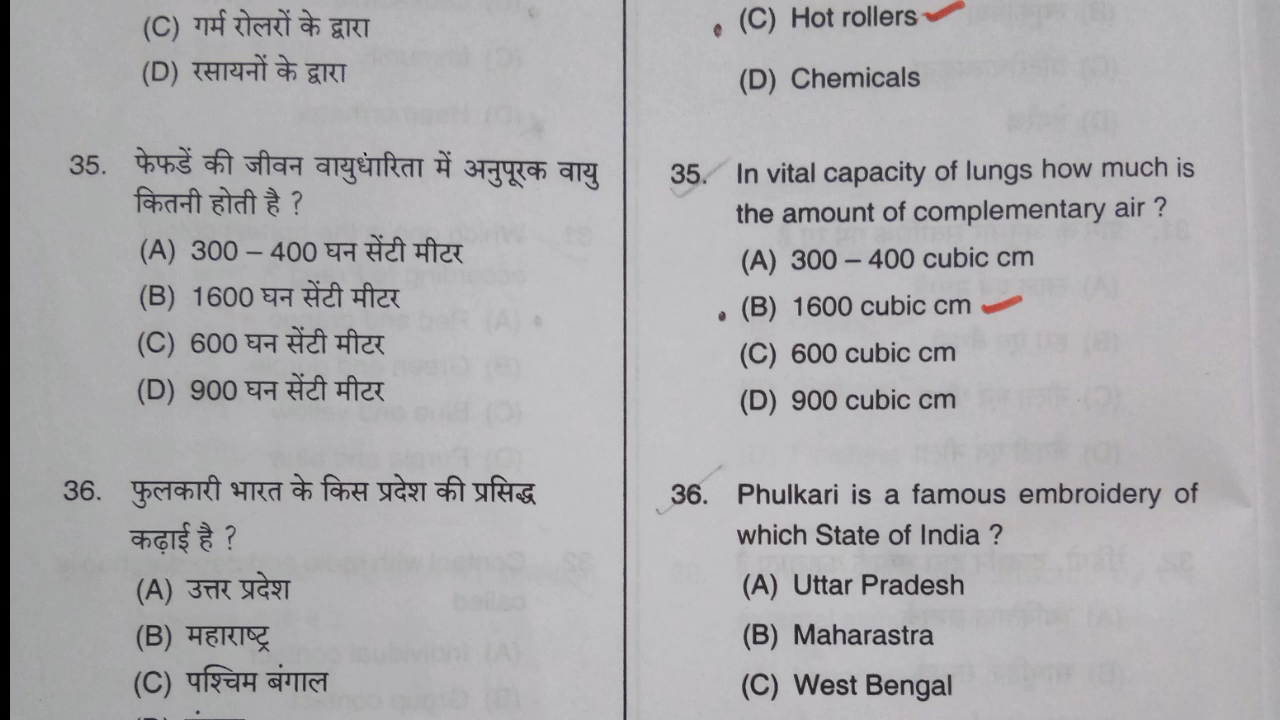 (C) गर्म रोलरों के द्वारा
(D) रसायनों के द्वारा
35. फेफडें की जीवन वायुधारिता में अनुपूरक वायु
कितनी होती है ?
(A) 300 – 400 घन सेंटी मीटर
(B) 1600 घन सेंटी मीटर
(C) 600 घन सेंटी मीटर
(D) 900 घन सेंटी मीटर
36. फुलकारी भारत के किस प्रदेश की प्रसिद्ध
कढ़ाई है ?
(A) उत्तर प्रदेश
(B) महाराष्ट्र
(C) पश्चिम बंगाल
(C) Hot rollers
(D) Chemicals
35. In vital capacity of lungs how much is
the amount of complementary air ?
(A) 300 – 400 cubic cm
(B) 1600 cubic cm
(C) 600 cubic cm
(D) 900 cubic cm
36. Phulkari is a famous embroidery of
which State of India ?
(A) Uttar Pradesh
(B) Maharastra
(C) West Bengal